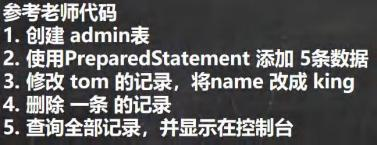 参考老师代码
1. 创建 admin表
2. 使用PreparedStatement 添加 5条数据
3. 修改 tom 的记录，将name 改成 king
4. 删除 一条 的记录
5. 查询全部记录，并显示在控制台